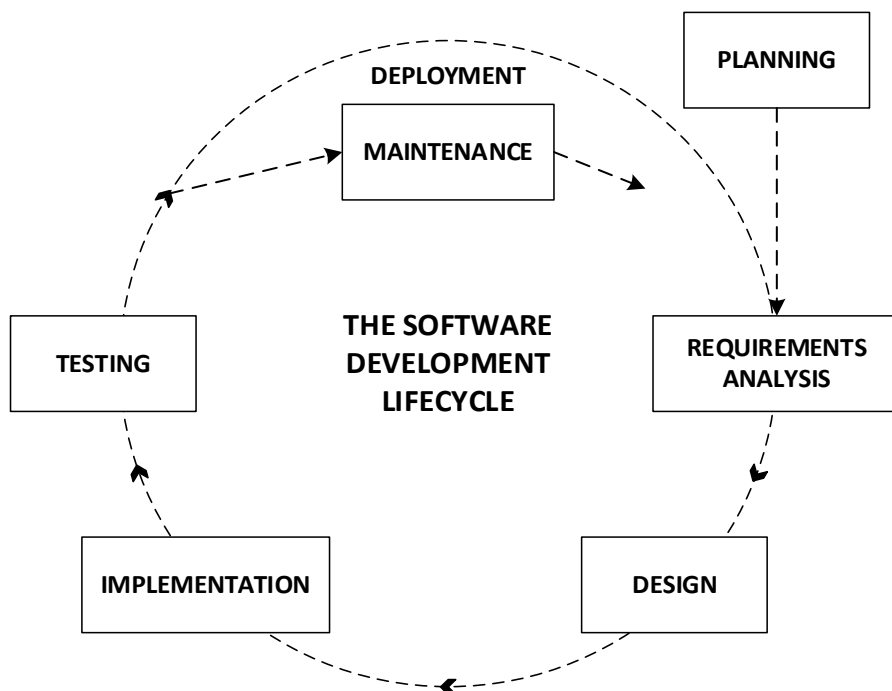 PLANNING
DEPLOYMENT
MAINTENANCE
THE SOFTWARE
DEVELOPMENT
LIFECYCLE
TESTING
REQUIREMENTS
ANALYSIS
IMPLEMENTATION
DESIGN